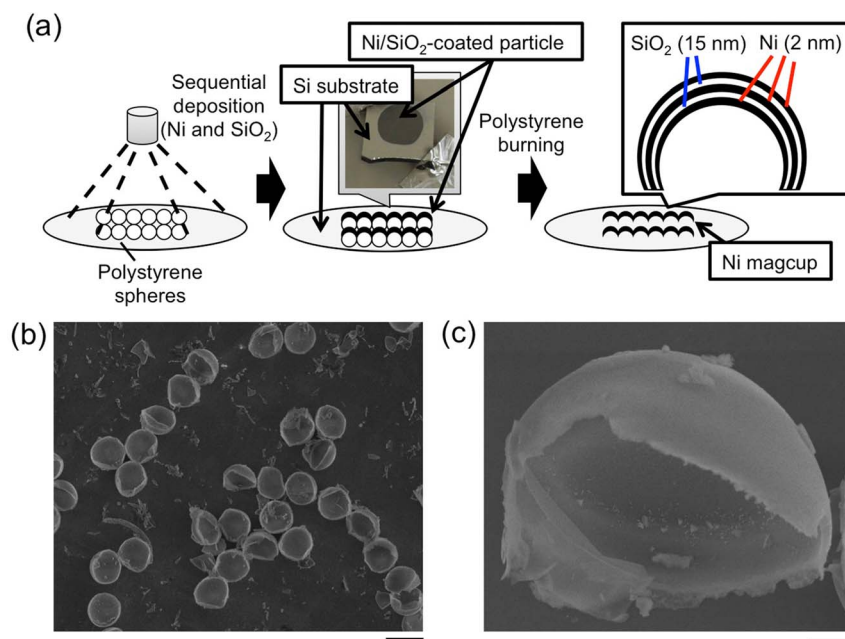 (a)
Sequential
deposition
(Ni and SiO₂)
Polystyrene
spheres
Ni/SiO₂-coated particle
Si substrate
Polystyrene
burning
SiO₂ (15 nm)
Ni (2 nm)
Ni magcup
(b)
(c)